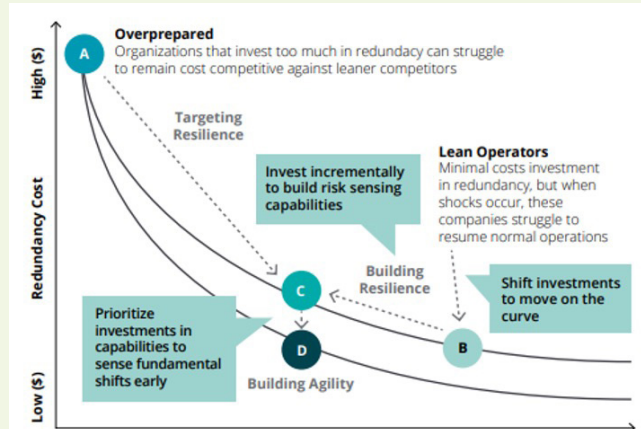 Overprepared
Organizations that invest too much in redundacy can struggle
to remain cost competitive against leaner competitors
A
High ($)
Targeting
Resilience
Lean Operators
Minimal costs investment
in redundancy, but when
shocks occur, these
companies struggle to
resume normal operations
Invest incrementally
to build risk sensing
capabilities
Redundancy Cost
Building
Resilience
Shift investments
to move on the
curve
C
Prioritize
investments in
capabilities to
sense fundamental
shifts early
D
B
Building Agility
Low ($)